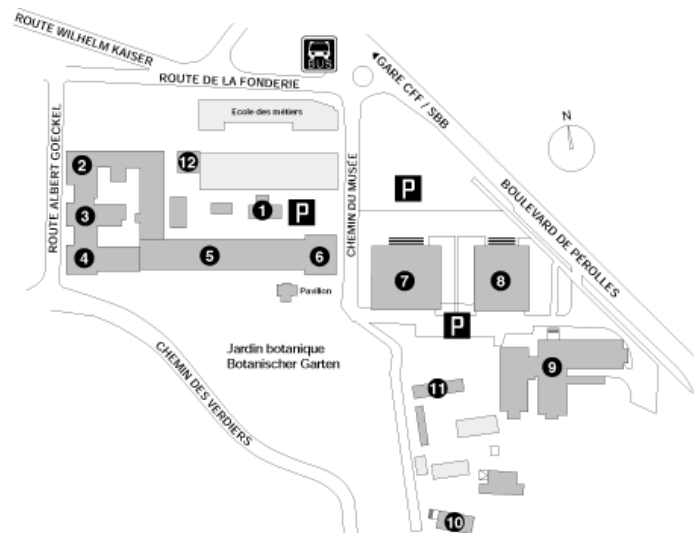 ROUTE WILHELM KAISER
BUS
ROUTE DE LA FONDERIE
GARE CFF / SBB
Ecole des métiers
N
ROUTE ALBERT GOECKEL
2
12
CHEMIN DU MUSÉE
P
BOULEVARD DE PÉROLLES
3
1
P
4
5
6
7
8
Pavillon
P
Jardin botanique
Botanischer Garten
CHEMIN DES VERDIERS
9
11
10